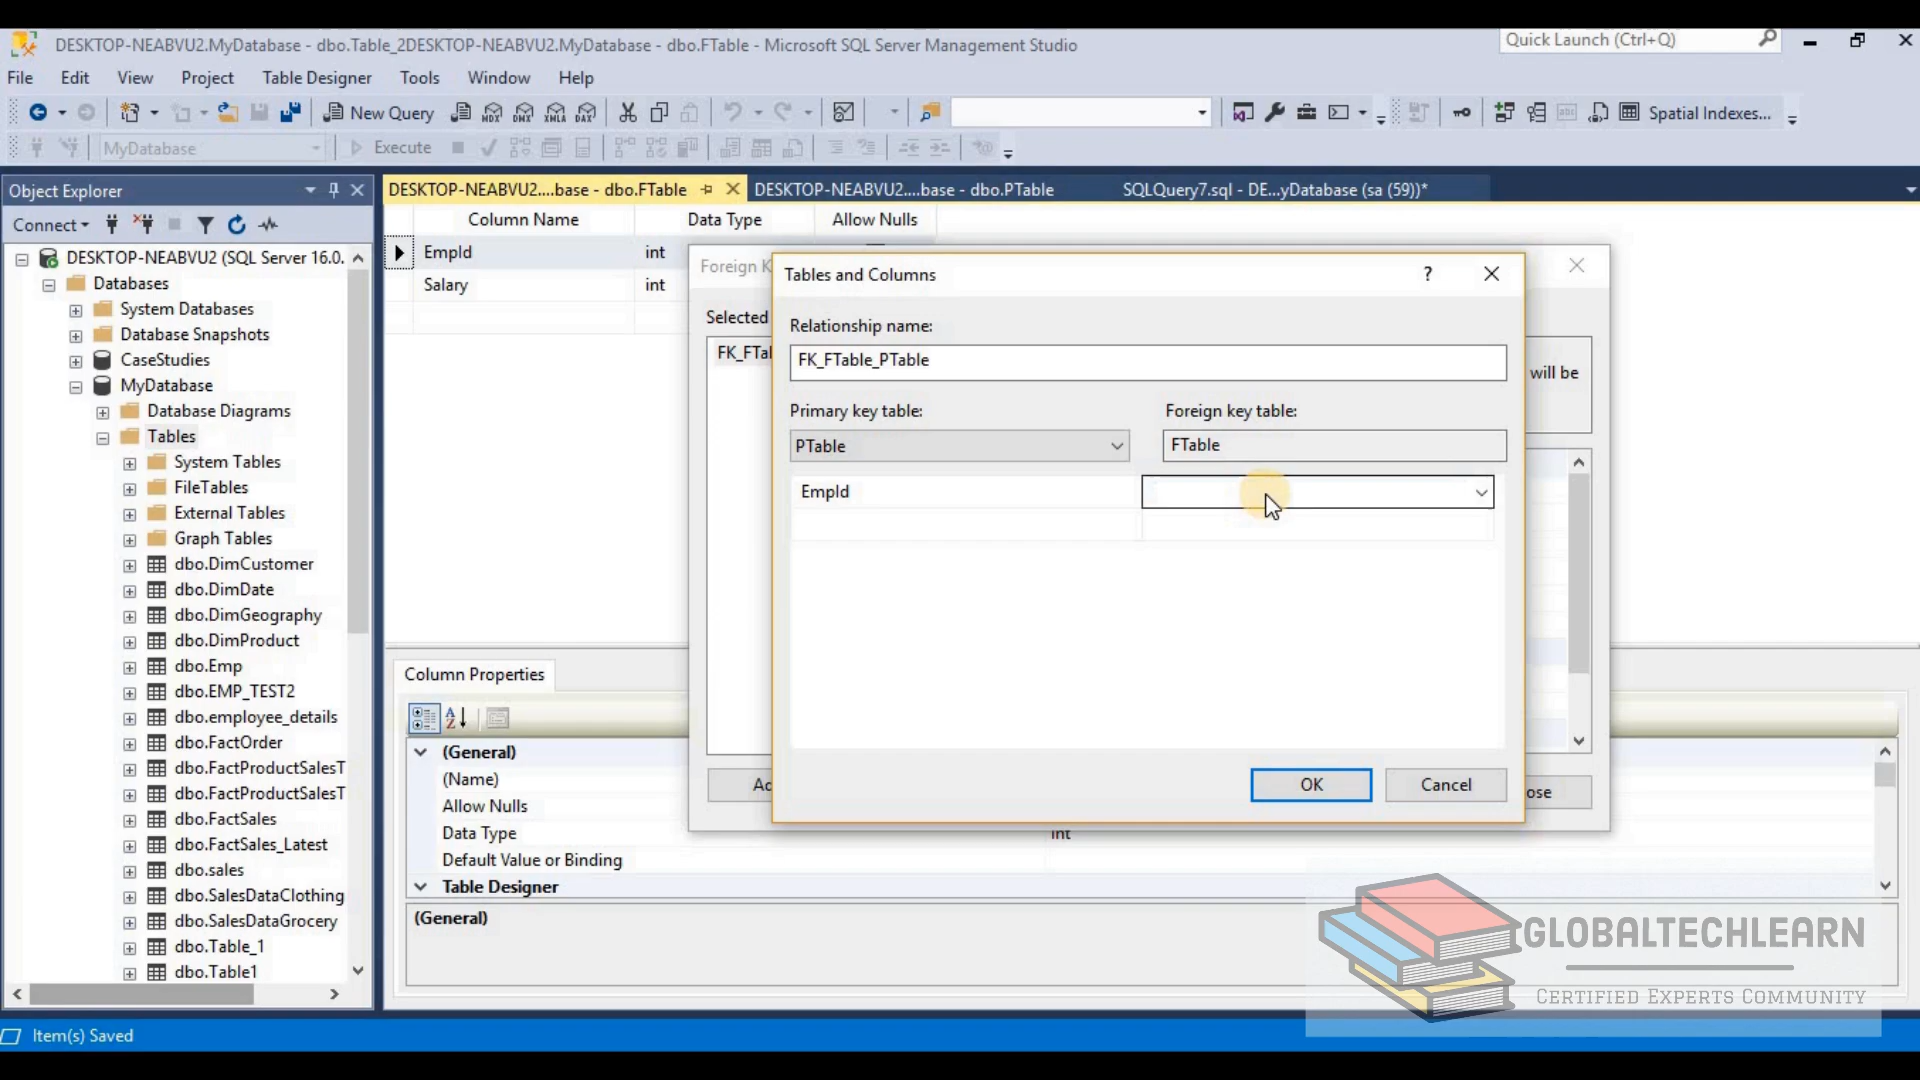 DESKTOP-NEABVU2.MyDatabase - dbo.Table_2DESKTOP-NEABVU2.MyDatabase - dbo.FTable - Microsoft SQL Server Management Studio
Quick Launch (Ctrl+Q)
File Edit View Project Table Designer Tools Window Help
New Query
MDX DMX XMLA DAX
Spatial Indexes...
MyDatabase
Execute
Object Explorer
DESKTOP-NEABVU2....base - dbo.FTable
DESKTOP-NEABVU2....base - dbo.PTable
SQLQuery7.sql - DE...yDatabase (sa (59))*
Connect
Column Name Data Type Allow Nulls
EmpId int
Salary int
DESKTOP-NEABVU2 (SQL Server 16.0.
Databases
System Databases
Database Snapshots
CaseStudies
MyDatabase
Database Diagrams
Tables
System Tables
FileTables
External Tables
Graph Tables
dbo.DimCustomer
dbo.DimDate
dbo.DimGeography
dbo.DimProduct
dbo.Emp
dbo.EMP_TEST2
dbo.employee_details
dbo.FactOrder
dbo.FactProductSalesT
dbo.FactProductSalesT
dbo.FactSales
dbo.FactSales_Latest
dbo.sales
dbo.SalesDataClothing
dbo.SalesDataGrocery
dbo.Table_1
dbo.Table1
Foreign K
Selected
FK_FTal
will be
Ad
ose
Tables and Columns
?
Relationship name:
FK_FTable_PTable
Primary key table: Foreign key table:
PTable FTable
EmpId
OK Cancel
Column Properties
(General)
(Name)
Allow Nulls
Data Type int
Default Value or Binding
Table Designer
(General)
GLOBALTECHLEARN
CERTIFIED EXPERTS COMMUNITY
Item(s) Saved